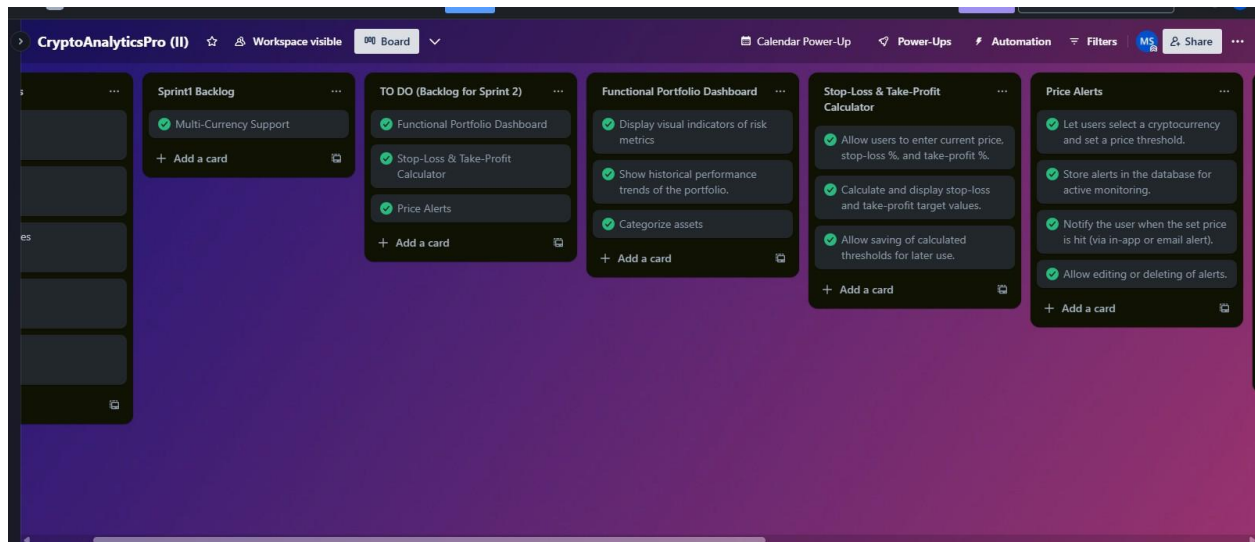 CryptoAnalyticsPro (II)
Workspace visible
Board
Calendar Power-Up
Power-Ups
Automation
Filters
MS
Share
s
es
Sprint1 Backlog
Multi-Currency Support
+ Add a card
TO DO (Backlog for Sprint 2)
Functional Portfolio Dashboard
Stop-Loss & Take-Profit
Calculator
Price Alerts
+ Add a card
Functional Portfolio Dashboard
Display visual indicators of risk
metrics
Show historical performance
trends of the portfolio.
Categorize assets
+ Add a card
Stop-Loss & Take-Profit
Calculator
Allow users to enter current price,
stop-loss %, and take-profit %.
Calculate and display stop-loss
and take-profit target values.
Allow saving of calculated
thresholds for later use.
+ Add a card
Price Alerts
Let users select a cryptocurrency
and set a price threshold.
Store alerts in the database for
active monitoring.
Notify the user when the set price
is hit (via in-app or email alert).
Allow editing or deleting of alerts.
+ Add a card